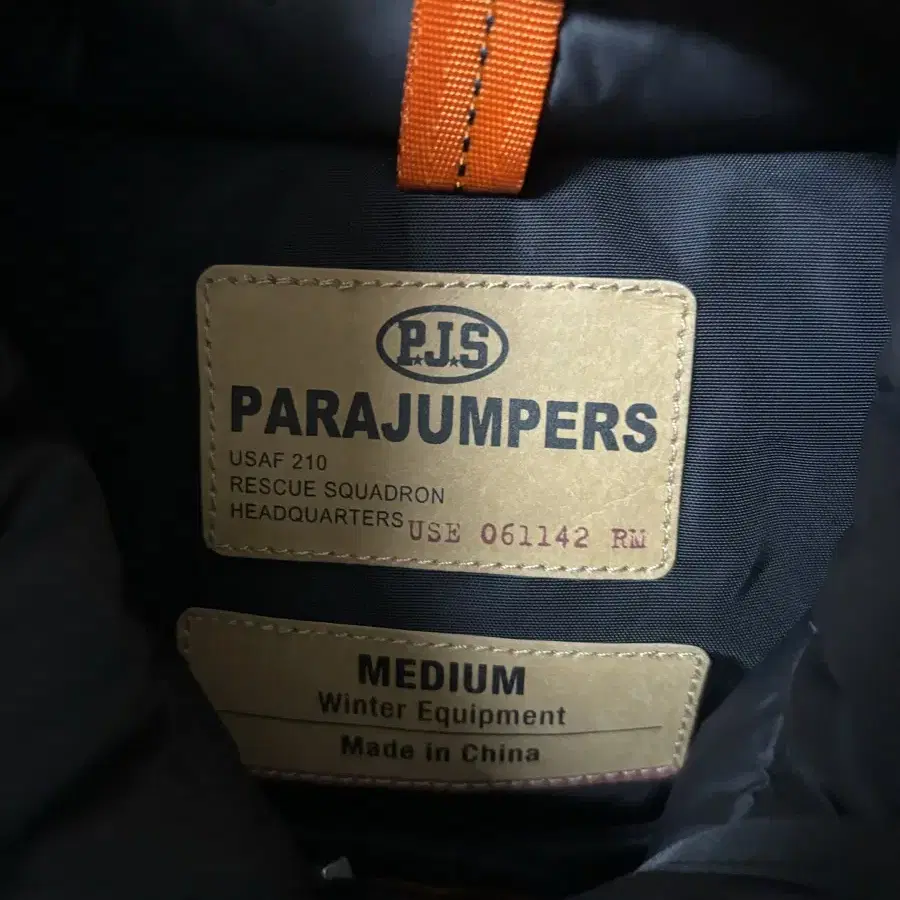 P.J.S
PARAJUMPERS
USAF 210
RESCUE SQUADRON
HEADQUARTERS USE 061142 RM
MEDIUM
Winter Equipment
Made in China